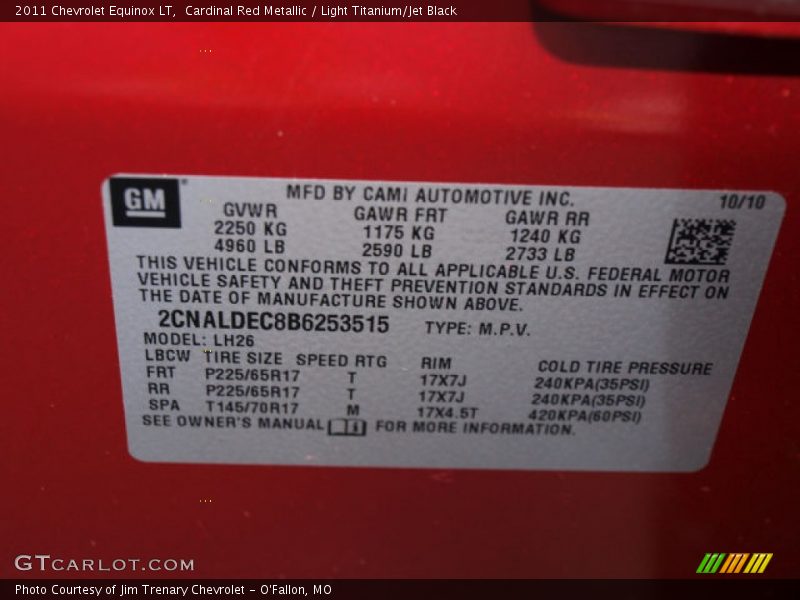 2011 Chevrolet Equinox LT,  Cardinal Red Metallic / Light Titanium/Jet Black
GM
MFD BY CAMI AUTOMOTIVE INC. 10/10
GVWR GAWR FRT GAWR RR
2250 KG 1175 KG 1240 KG
4960 LB 2590 LB 2733 LB
THIS VEHICLE CONFORMS TO ALL APPLICABLE U.S. FEDERAL MOTOR
VEHICLE SAFETY AND THEFT PREVENTION STANDARDS IN EFFECT ON
THE DATE OF MANUFACTURE SHOWN ABOVE.
2CNALDEC8B6253515 TYPE: M.P.V.
MODEL: LH26
LBCW TIRE SIZE SPEED RTG RIM COLD TIRE PRESSURE
FRT P225/65R17 T 17X7J 240KPA(35PSI)
RR P225/65R17 T 17X7J 240KPA(35PSI)
SPA T145/70R17 M 17X4.5T 420KPA(60PSI)
SEE OWNER'S MANUAL FOR MORE INFORMATION.
GTCARLOT.COM
Photo Courtesy of Jim Trenary Chevrolet - O'Fallon, MO